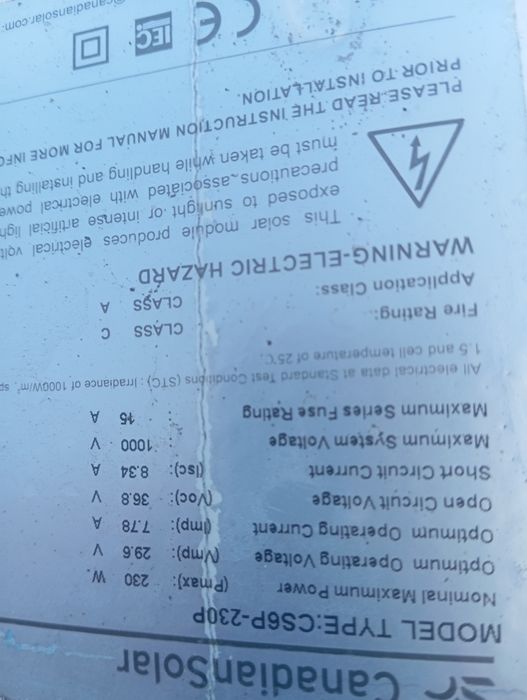 CanadianSolar
MODEL TYPE:CS6P-230P
Nominal Maximum Power (Pmax): 230 W
Optimum Operating Voltage (Vmp): 29.6 V
Optimum Operating Current (Imp): 7.78 A
Open Circuit Voltage (Voc): 36.8 V
Short Circuit Current (Isc): 8.34 A
Maximum System Voltage : 1000 V
Maximum Series Fuse Rating : 15 A
All electrical data at Standard Test Conditions (STC) : Irradiance of 1000W/m², sp
1.5 and cell temperature of 25℃.
Fire Rating: CLASS C
Application Class: CLASS A
WARNING-ELECTRIC HAZARD
This solar module produces electrical volt
exposed to sunlight or intense artificial ligh
precautions associated with electrical powe
must be taken while handling and installing th
PLEASE READ THE INSTRUCTION MANUAL FOR MORE INFO
PRIOR TO INSTALLATION.
CE IEC
canadiansolar.com